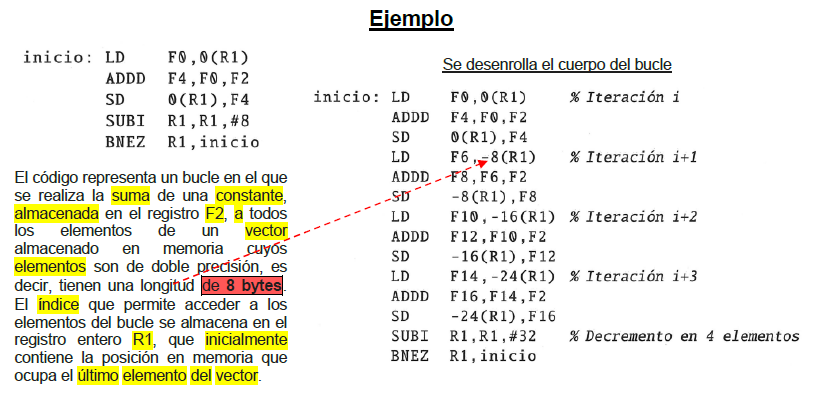 Ejemplo
inicio: LD F0,0(R1)
ADDD F4,F0,F2
SD 0(R1),F4
SUBI R1,R1,#8
BNEZ R1,inicio
El código representa un bucle en el que
se realiza la suma de una constante,
almacenada en el registro F2, a todos
los elementos de un vector
almacenado en memoria cuyos
elementos son de doble precisión, es
decir, tienen una longitud de 8 bytes.
El índice que permite acceder a los
elementos del bucle se almacena en el
registro entero R1, que inicialmente
contiene la posición en memoria que
ocupa el último elemento del vector.
Se desenrolla el cuerpo del bucle
inicio: LD F0,0(R1) % Iteración i
ADDD F4,F0,F2
SD 0(R1),F4
LD F6,-8(R1) % Iteración i+1
ADDD F8,F6,F2
SD -8(R1),F8
LD F10,-16(R1) % Iteración i+2
ADDD F12,F10,F2
SD -16(R1),F12
LD F14,-24(R1) % Iteración i+3
ADDD F16,F14,F2
SD -24(R1),F16
SUBI R1,R1,#32 % Decremento en 4 elementos
BNEZ R1,inicio